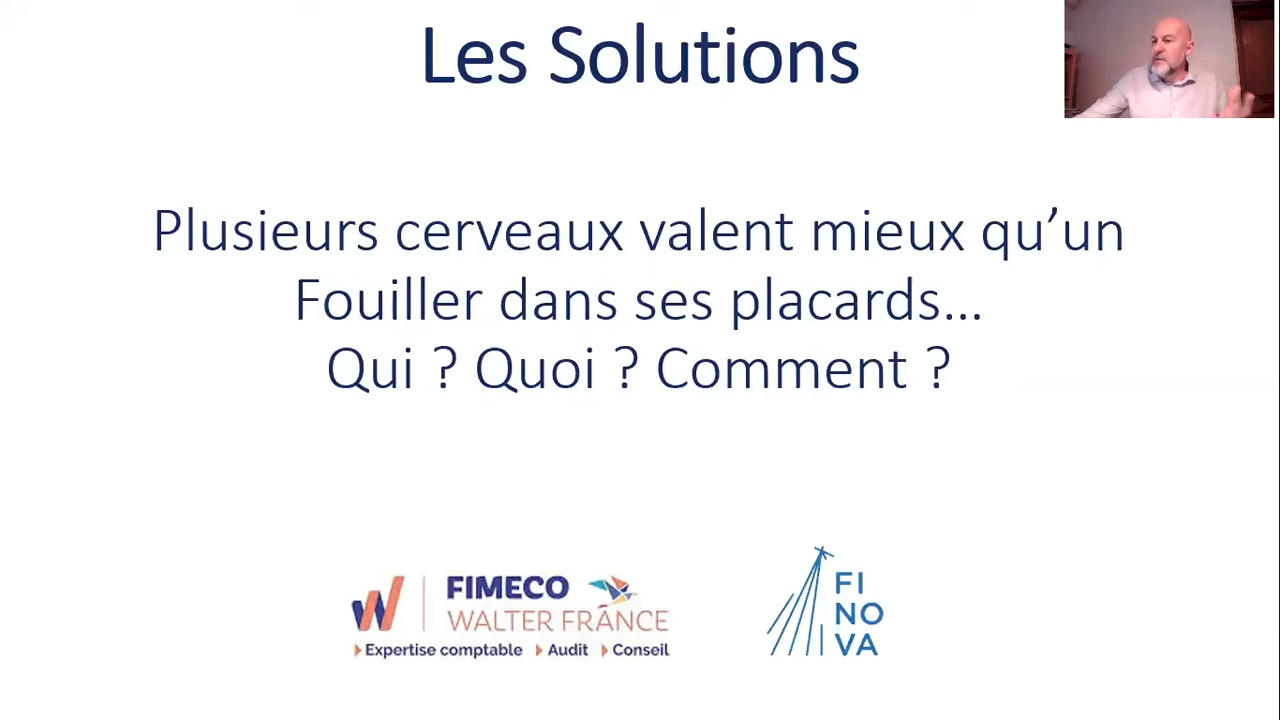 Les Solutions
Plusieurs cerveaux valent mieux qu’un
Fouiller dans ses placards…
Qui ? Quoi ? Comment ?
FIMECO
WALTER FRANCE
Expertise comptable Audit Conseil
FI
NO
VA